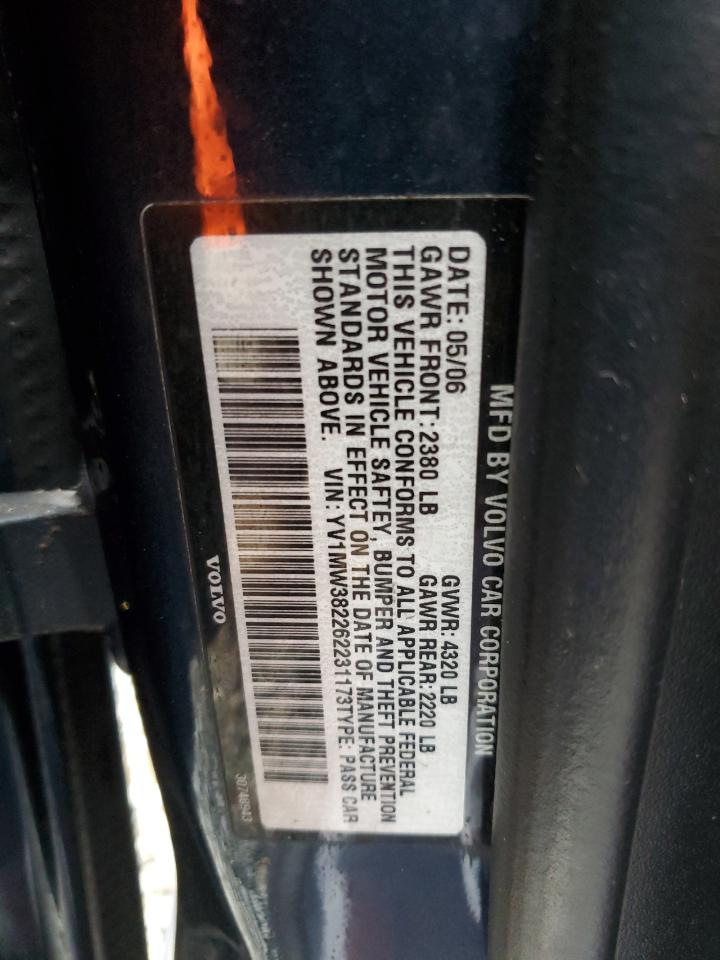 MFD BY VOLVO CAR CORPORATION
DATE: 05/06 GVWR: 4320 LB
GAWR FRONT: 2380 LB GAWR REAR: 2220 LB
THIS VEHICLE CONFORMS TO ALL APPLICABLE FEDERAL
MOTOR VEHICLE SAFTEY, BUMPER AND THEFT PREVENTION
STANDARDS IN EFFECT ON THE DATE OF MANUFACTURE
SHOWN ABOVE. VIN: YV1MW382262231173TYPE: PASS CAR
VOLVO
30746943